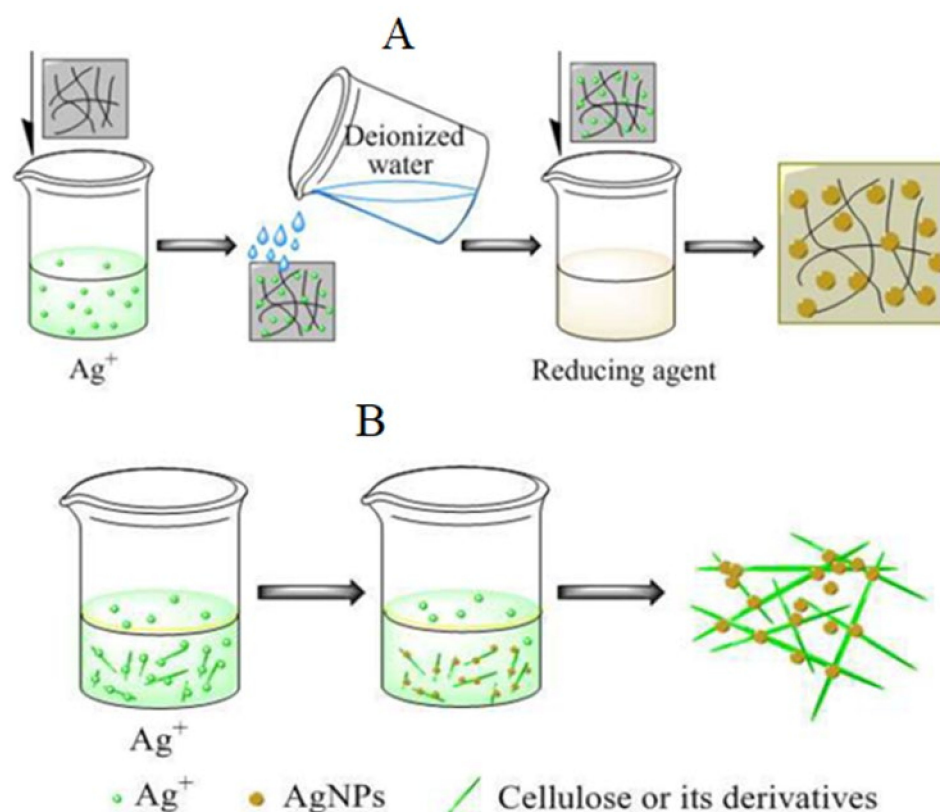 A
Deionized
water
Ag⁺
Reducing agent
B
Ag⁺
Ag⁺ AgNPs Cellulose or its derivatives